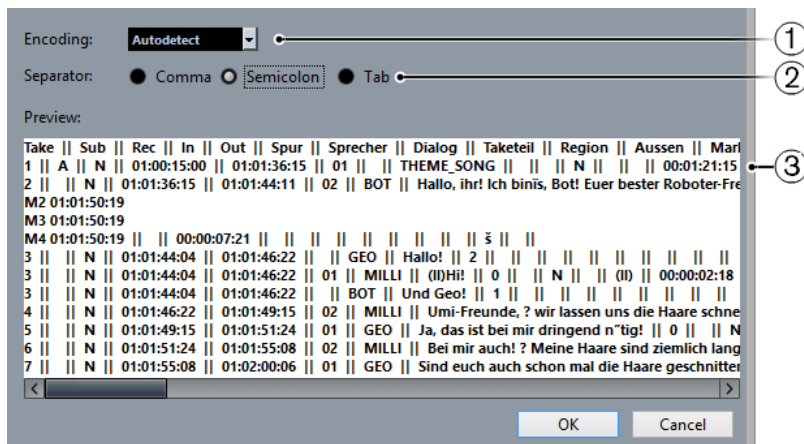 Encoding: Autodetect 1
Separator: Comma Semicolon Tab 2
Preview:
Take || Sub || Rec || In || Out || Spur || Sprecher || Dialog || Taketeil || Region || Aussen || Mark
1 || A || N || 01:00:15:00 || 01:01:36:15 || 01 || || THEME_SONG || || || N || || || 00:01:21:15 3
2 || || N || 01:01:36:15 || 01:01:44:11 || 02 || BOT || Hallo, ihr! Ich binïs, Bot! Euer bester Roboter-Fre
M2 01:01:50:19
M3 01:01:50:19
M4 01:01:50:19 || || 00:00:07:21 || || || || || || || || š || ||
3 || || N || 01:01:44:04 || 01:01:46:22 || || GEO || Hallo! || 2 || || || || || || || || ||
3 || || N || 01:01:44:04 || 01:01:46:22 || 01 || MILLI || (II)Hi! || 0 || || N || || (II) || 00:00:02:18
3 || || N || 01:01:44:04 || 01:01:46:22 || || BOT || Und Geo! || 1 || || || || || || || ||
4 || || N || 01:01:46:22 || 01:01:49:15 || 02 || MILLI || Umi-Freunde, ? wir lassen uns die Haare schne
5 || || N || 01:01:49:15 || 01:01:51:24 || 01 || GEO || Ja, das ist bei mir dringend n"tig! || 0 || || N
6 || || N || 01:01:51:24 || 01:01:55:08 || 02 || MILLI || Bei mir auch! ? Meine Haare sind ziemlich lang
7 || || N || 01:01:55:08 || 01:02:00:06 || 01 || GEO || Sind euch auch schon mal die Haare geschnitten
OK Cancel